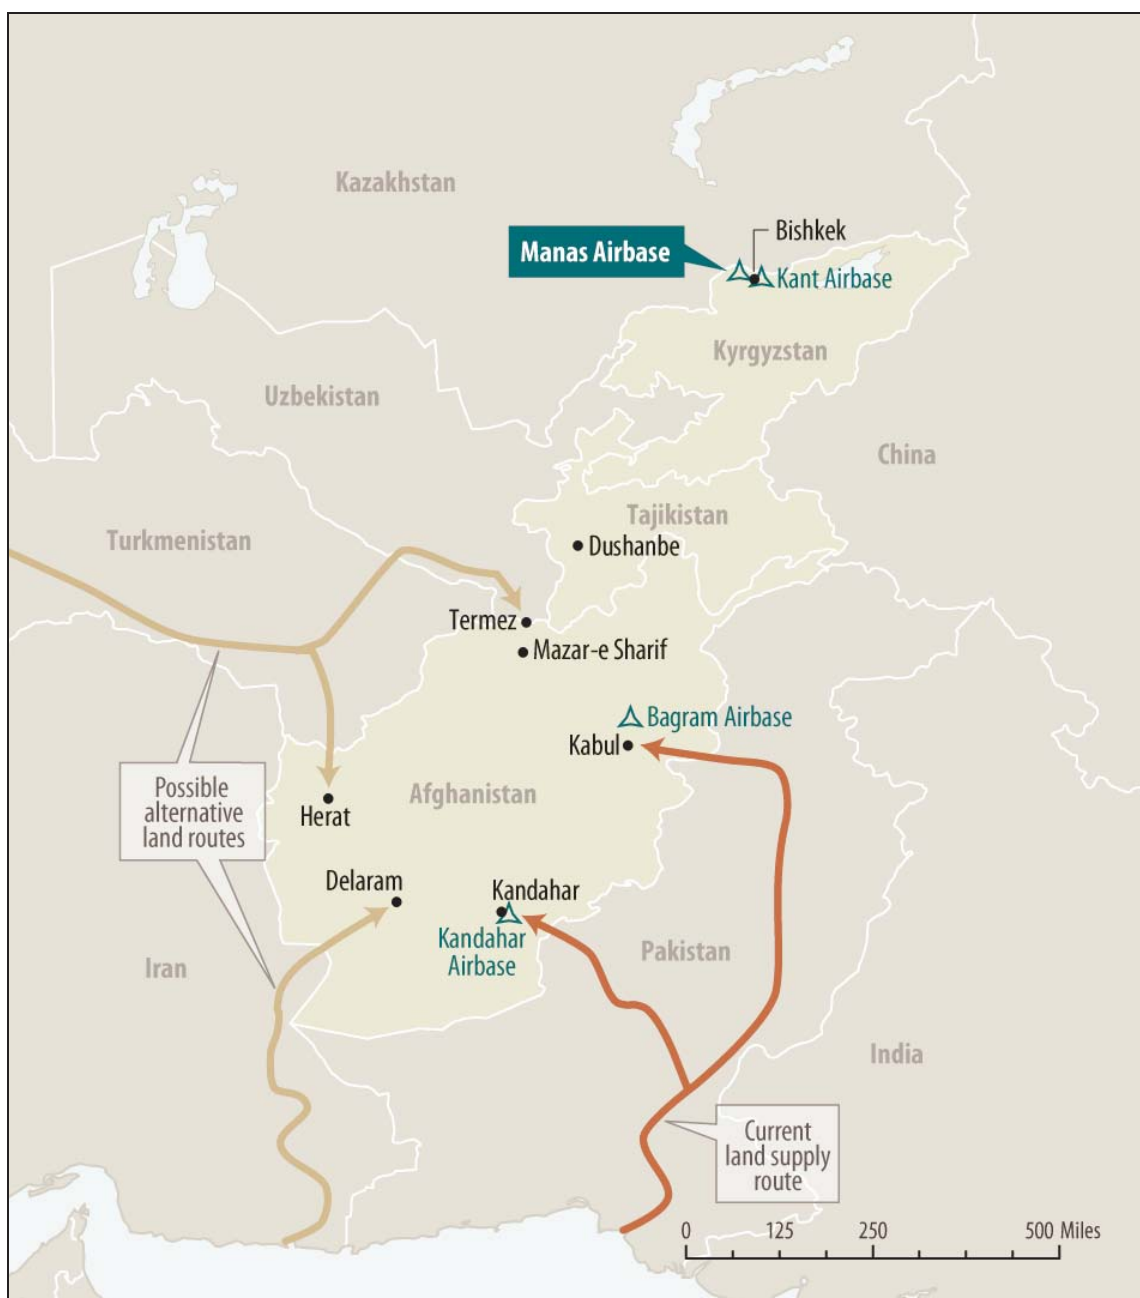 Kazakhstan
Bishkek
Manas Airbase
Kant Airbase
Kyrgyzstan
Uzbekistan
China
Tajikistan
Turkmenistan
Dushanbe
Termez
Mazar-e Sharif
Bagram Airbase
Kabul
Possible
alternative
land routes
Afghanistan
Herat
Delaram
Kandahar
Kandahar
Airbase
Iran
Pakistan
India
Current
land supply
route
0 125 250 500 Miles